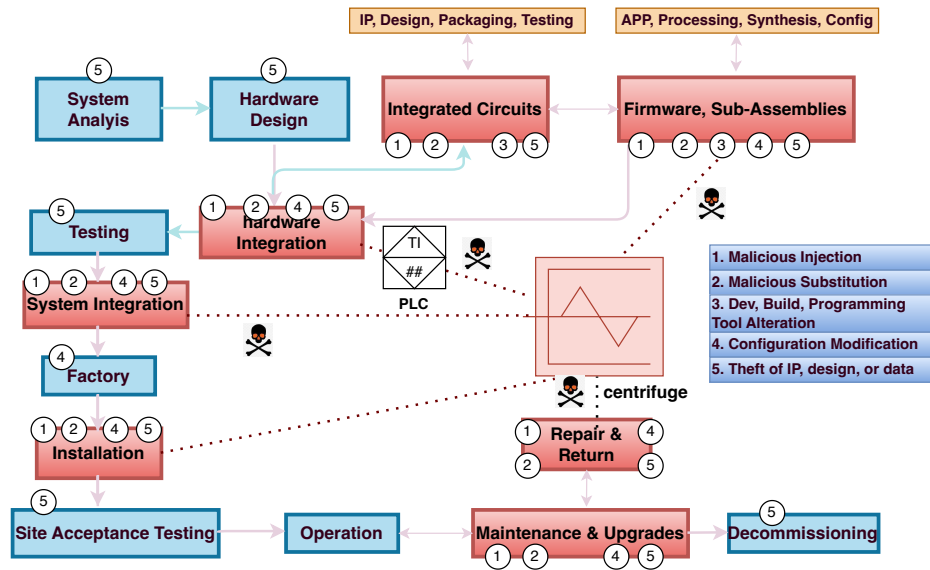 IP, Design, Packaging, Testing
APP, Processing, Synthesis, Config
5
System
Analyis
5
Hardware
Design
Integrated Circuits
1 2 3 5
Firmware, Sub-Assemblies
1 2 3 4 5
1 2 4 5
hardware
Integration
5
Testing
TI
##
PLC
1 2 4 5
System Integration
1. Malicious Injection
2. Malicious Substitution
3. Dev, Build, Programming
Tool Alteration
4. Configuration Modification
5. Theft of IP, design, or data
4
Factory
centrifuge
1 2 4 5
Installation
1 4
Repair &
Return
2 5
5
Site Acceptance Testing
Operation
Maintenance & Upgrades
1 2 4 5
5
Decommissioning